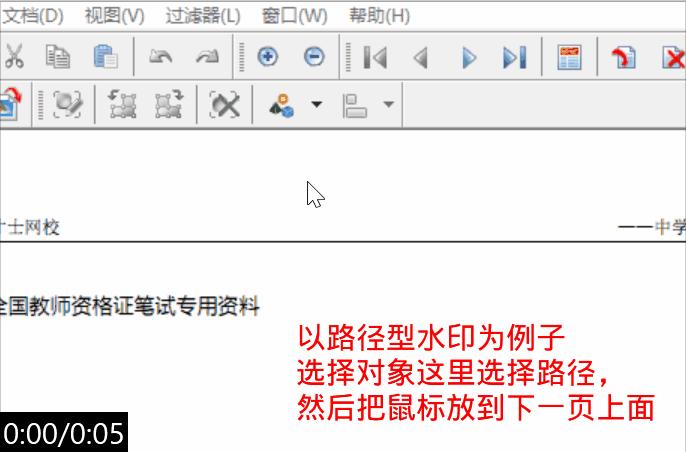 文档(D) 视图(V) 过滤器(L) 窗口(W) 帮助(H)
士网校 ——中学
全国教师资格证笔试专用资料
以路径型水印为例子
选择对象这里选择路径，
然后把鼠标放到下一页上面
0:00/0:05